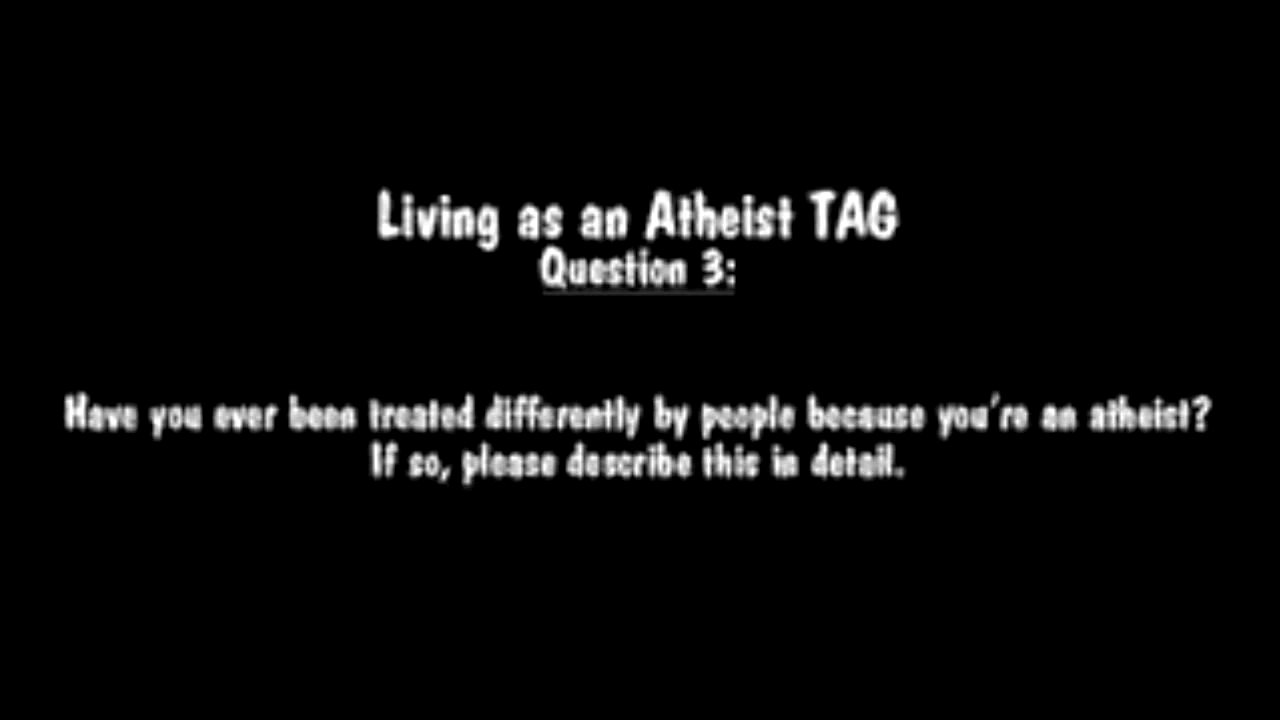 Living as an Atheist TAG
Question 3:
Have you ever been treated differently by people because you're an atheist?
If so, please describe this in detail.